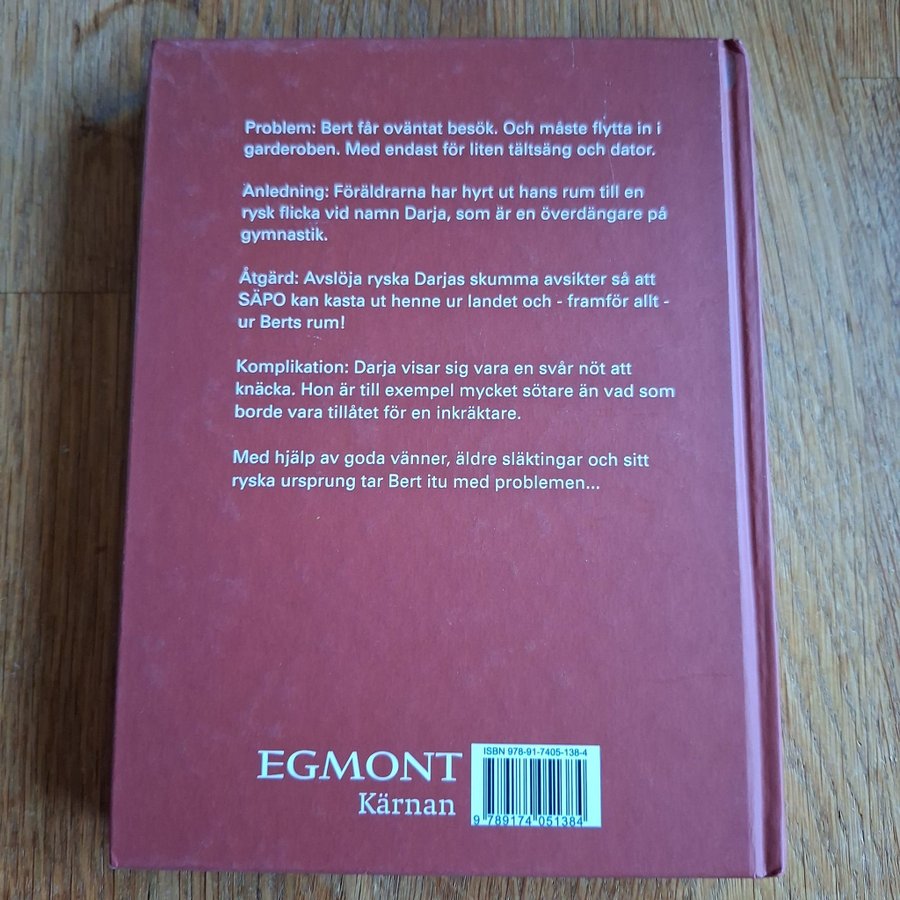 Problem: Bert får oväntat besök. Och måste flytta in i
garderoben. Med endast för liten tältsäng och dator.
Anledning: Föräldrarna har hyrt ut hans rum till en
rysk flicka vid namn Darja, som är en överdängare på
gymnastik.
Åtgärd: Avslöja ryska Darjas skumma avsikter så att
SÄPO kan kasta ut henne ur landet och - framför allt -
ur Berts rum!
Komplikation: Darja visar sig vara en svår nöt att
knäcka. Hon är till exempel mycket sötare än vad som
borde vara tillåtet för en inkräktare.
Med hjälp av goda vänner, äldre släktingar och sitt
ryska ursprung tar Bert itu med problemen...
EGMONT
Kärnan
ISBN 978-91-7405-138-4
9 789174 051384